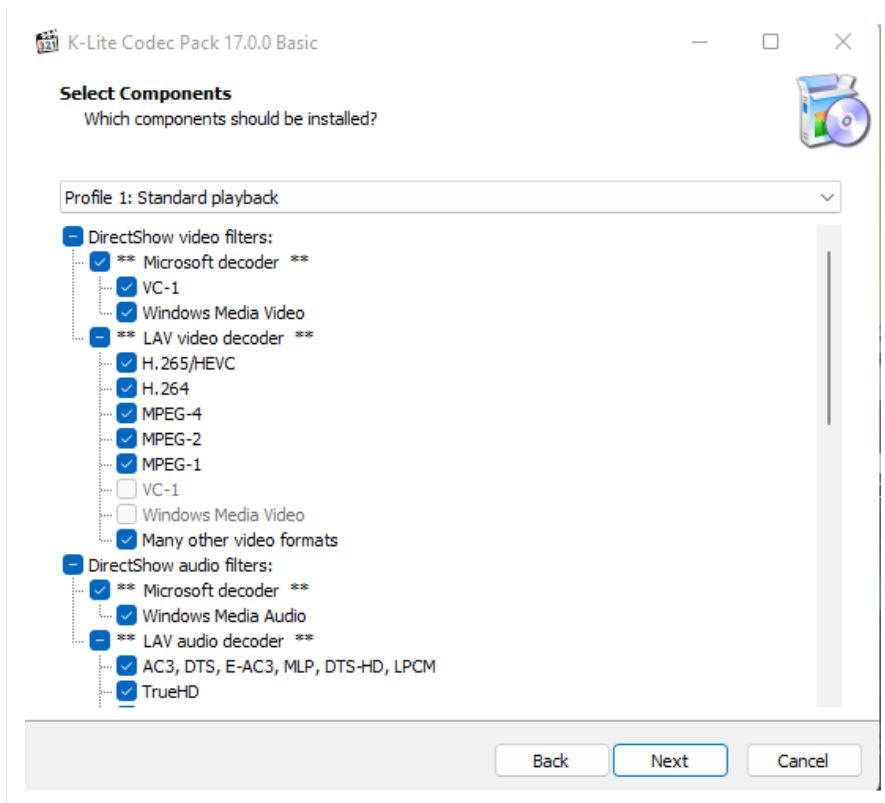 K-Lite Codec Pack 17.0.0 Basic
Select Components
Which components should be installed?
Profile 1: Standard playback
DirectShow video filters:
** Microsoft decoder **
VC-1
Windows Media Video
** LAV video decoder **
H.265/HEVC
H.264
MPEG-4
MPEG-2
MPEG-1
VC-1
Windows Media Video
Many other video formats
DirectShow audio filters:
** Microsoft decoder **
Windows Media Audio
** LAV audio decoder **
AC3, DTS, E-AC3, MLP, DTS-HD, LPCM
TrueHD
Back Next Cancel